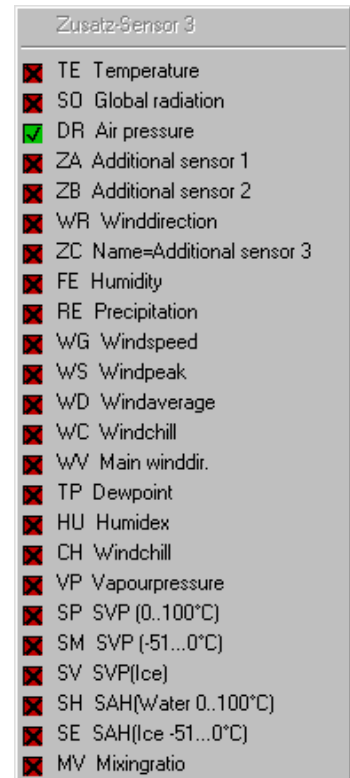 Zusatz-Sensor 3
TE Temperature
SO Global radiation
DR Air pressure
ZA Additional sensor 1
ZB Additional sensor 2
WR Winddirection
ZC Name=Additional sensor 3
FE Humidity
RE Precipitation
WG Windspeed
WS Windpeak
WD Windaverage
WC Windchill
WV Main winddir.
TP Dewpoint
HU Humidex
CH Windchill
VP Vapourpressure
SP SVP (0..100°C)
SM SVP (-51...0°C)
SV SVP(Ice)
SH SAH(Water 0..100°C)
SE SAH(Ice -51...0°C)
MV Mixingratio